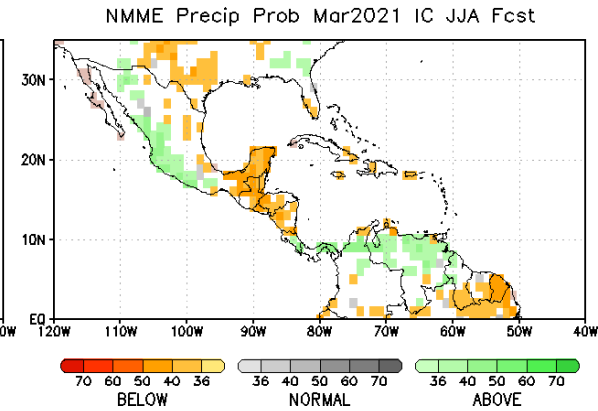 NMME Precip Prob Mar2021 IC JJA Fcst
30N
20N
10N
EQ
0W 120W 110W 100W 90W 80W 70W 60W 50W 40W
70 60 50 40 36 36 40 60 70 36 40 50 60 70
BELOW NORMAL ABOVE